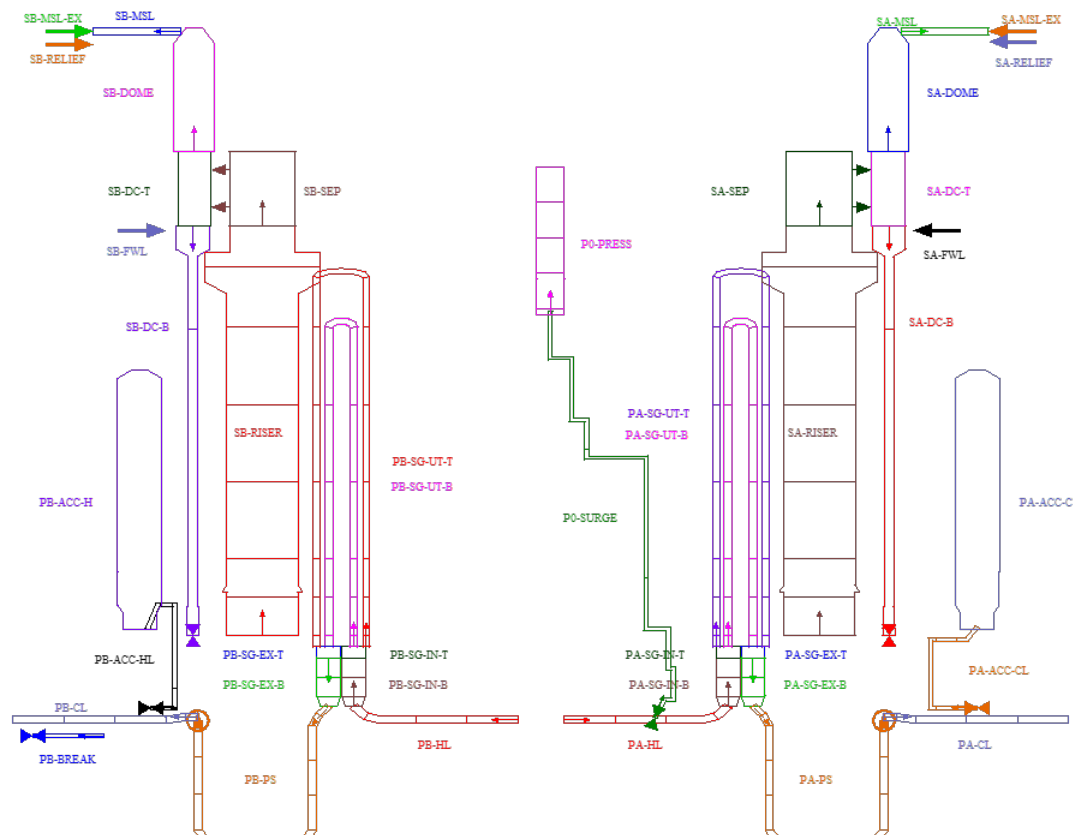 SB-MSL-EX
SB-MSL
SA-MSL
SA-MSL-EX
SB-RELIEF
SA-RELIEF
SB-DOME
SA-DOME
SB-DC-T
SB-SEP
SA-SEP
SA-DC-T
SB-FWL
P0-PRESS
SA-FWL
SB-DC-B
SA-DC-B
PA-SG-UT-T
SB-RISER
PA-SG-UT-B
SA-RISER
PB-SG-UT-T
PB-SG-UT-B
PB-ACC-H
PA-ACC-C
P0-SURGE
PB-ACC-HL
PB-SG-EX-T
PB-SG-IN-T
PA-SG-IN-T
PA-SG-EX-T
PA-ACC-CL
PB-SG-EX-B
PB-SG-IN-B
PA-SG-IN-B
PA-SG-EX-B
PB-CL
PB-HL
PA-HL
PA-CL
PB-BREAK
PB-PS
PA-PS